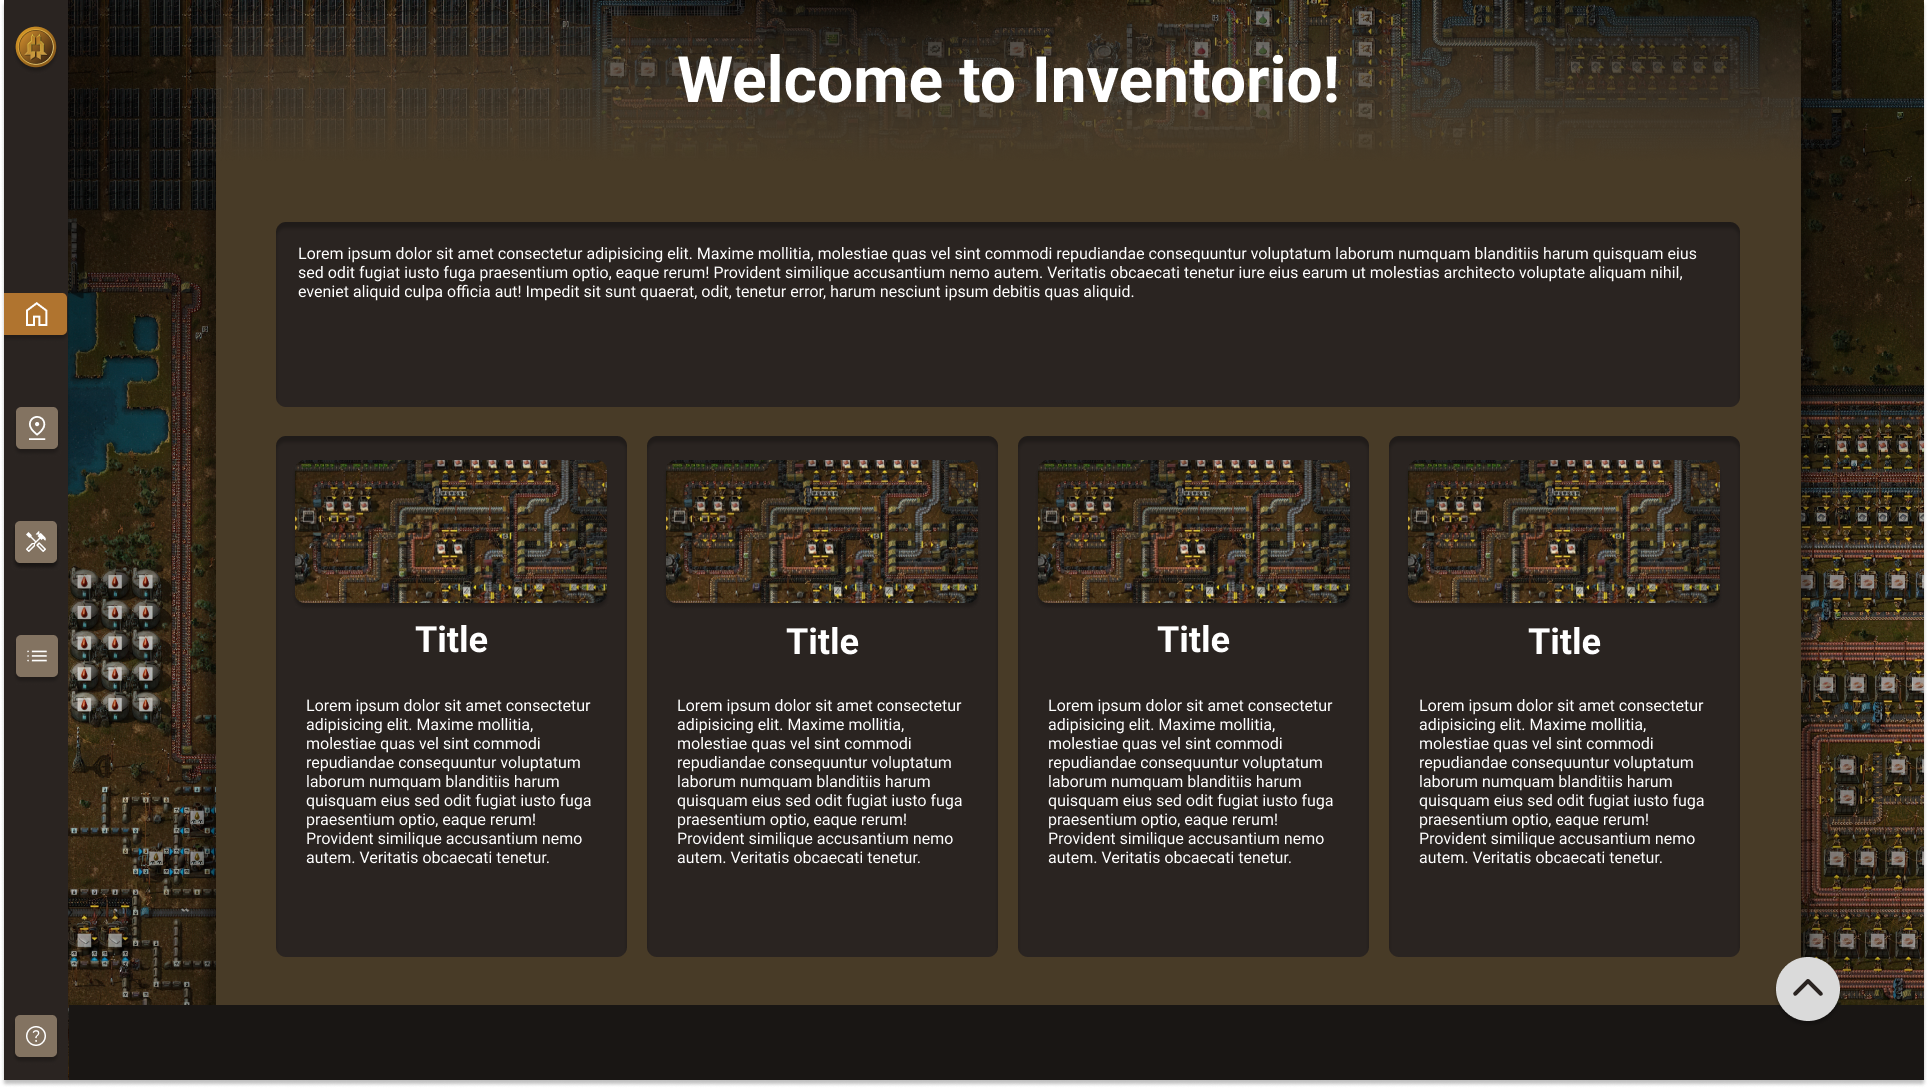 Welcome to Inventorio!
Lorem ipsum dolor sit amet consectetur adipisicing elit. Maxime mollitia, molestiae quas vel sint commodi repudiandae consequuntur voluptatum laborum numquam blanditiis harum quisquam eius
sed odit fugiat iusto fuga praesentium optio, eaque rerum! Provident similique accusantium nemo autem. Veritatis obcaecati tenetur iure eius earum ut molestias architecto voluptate aliquam nihil,
eveniet aliquid culpa officia aut! Impedit sit sunt quaerat, odit, tenetur error, harum nesciunt ipsum debitis quas aliquid.
Title
Lorem ipsum dolor sit amet consectetur
adipisicing elit. Maxime mollitia,
molestiae quas vel sint commodi
repudiandae consequuntur voluptatum
laborum numquam blanditiis harum
quisquam eius sed odit fugiat iusto fuga
praesentium optio, eaque rerum!
Provident similique accusantium nemo
autem. Veritatis obcaecati tenetur.
Title
Lorem ipsum dolor sit amet consectetur
adipisicing elit. Maxime mollitia,
molestiae quas vel sint commodi
repudiandae consequuntur voluptatum
laborum numquam blanditiis harum
quisquam eius sed odit fugiat iusto fuga
praesentium optio, eaque rerum!
Provident similique accusantium nemo
autem. Veritatis obcaecati tenetur.
Title
Lorem ipsum dolor sit amet consectetur
adipisicing elit. Maxime mollitia,
molestiae quas vel sint commodi
repudiandae consequuntur voluptatum
laborum numquam blanditiis harum
quisquam eius sed odit fugiat iusto fuga
praesentium optio, eaque rerum!
Provident similique accusantium nemo
autem. Veritatis obcaecati tenetur.
Title
Lorem ipsum dolor sit amet consectetur
adipisicing elit. Maxime mollitia,
molestiae quas vel sint commodi
repudiandae consequuntur voluptatum
laborum numquam blanditiis harum
quisquam eius sed odit fugiat iusto fuga
praesentium optio, eaque rerum!
Provident similique accusantium nemo
autem. Veritatis obcaecati tenetur.